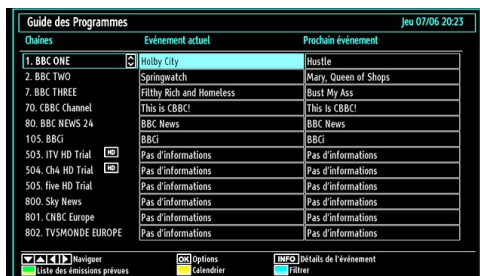 Guide des Programmes Jeu 07/06 20:23
Chaînes Evénement actuel Prochain événement
1. BBC ONE Holby City Hustle
2. BBC TWO Springwatch Mary, Queen of Shops
7. BBC THREE Filthy Rich and Homeless Bust My Ass
70. CBBC Channel This is CBBC! This Is CBBC!
80. BBC NEWS 24 BBC News BBC News
105. BBCi BBCi BBCi
503. ITV HD Trial HD Pas d'informations Pas d'informations
504. Ch4 HD Trial HD Pas d'informations Pas d'informations
505. five HD Trial Pas d'informations Pas d'informations
800. Sky News Pas d'informations Pas d'informations
801. CNBC Europe Pas d'informations Pas d'informations
802. TV5MONDE EUROPE Pas d'informations Pas d'informations
Naviguer OK Options INFO Détails de l'événement
Liste des émissions prévues Calendrier Filtrer